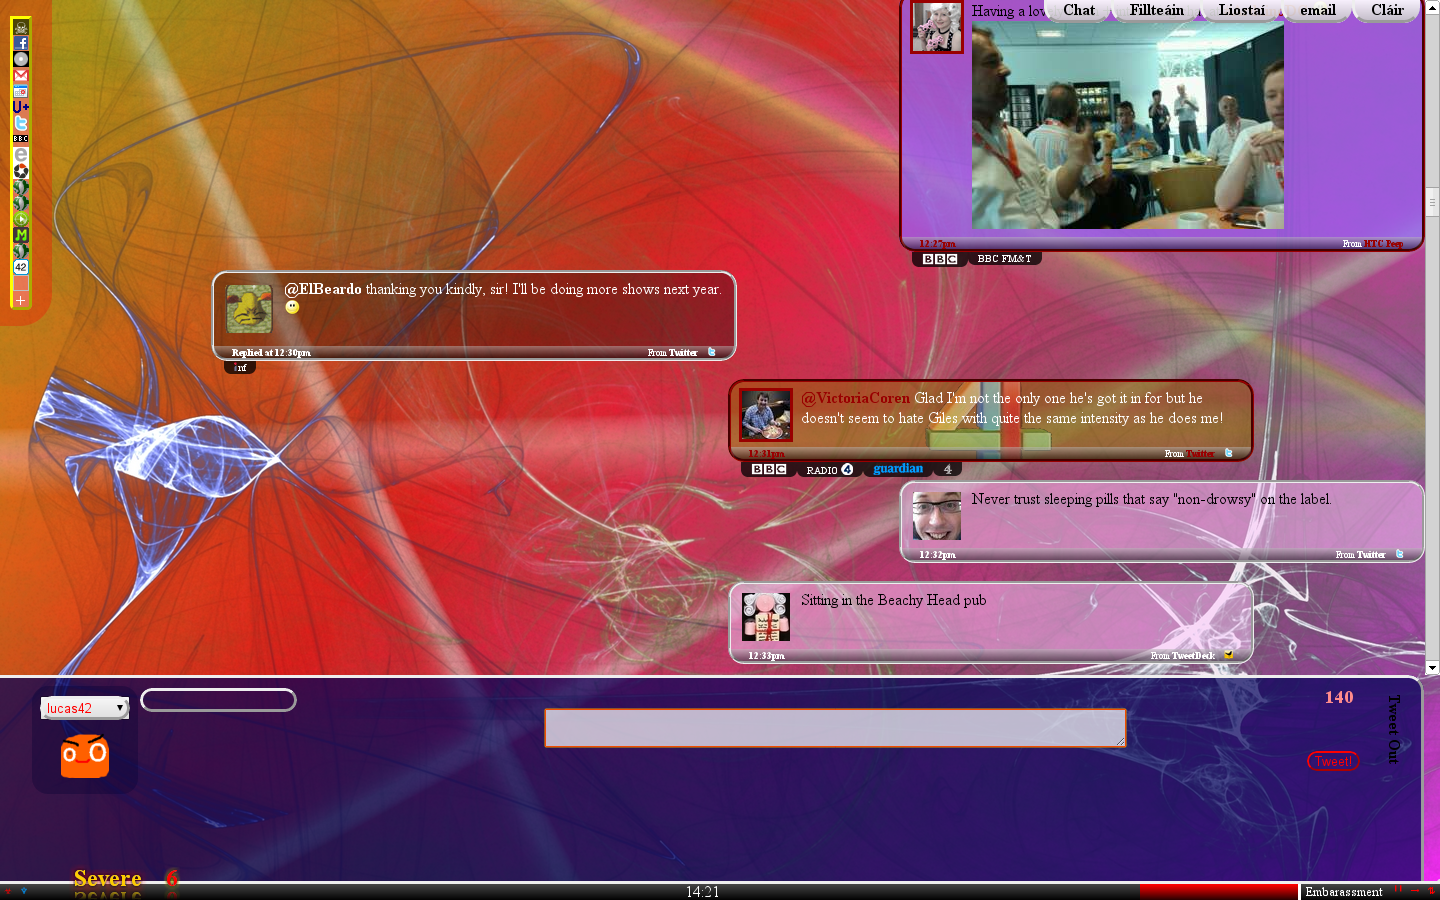 Having a lov
Chat
Fillteáin
Liostaí
email
Cláir
U+
BBC
e
M
42
+
12:27pm
From HTC Peep
BBC
BBC FM&T
@ElBeardo thanking you kindly, sir! I'll be doing more shows next year.
Replied at 12:30pm
From Twitter
inf
@VictoriaCoren Glad I'm not the only one he's got it in for but he
doesn't seem to hate Giles with quite the same intensity as he does me!
12:31pm
From Twitter
BBC
RADIO 4
guardian
4
Never trust sleeping pills that say "non-drowsy" on the label.
12:32pm
From Twitter
Sitting in the Beachy Head pub
12:33pm
From TweetDeck
lucas42
140
Tweet Out
Tweet!
Severe 6
14:21
Embarassment